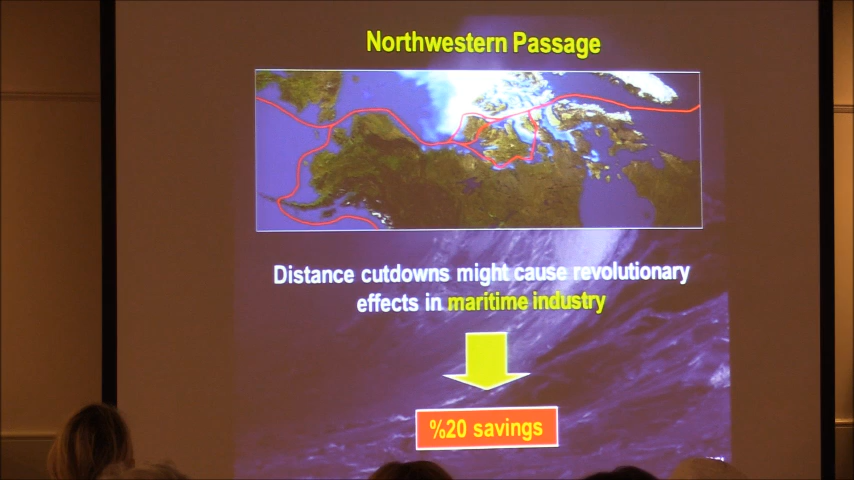 Northwestern Passage
Distance cutdowns might cause revolutionary
effects in maritime industry
%20 savings